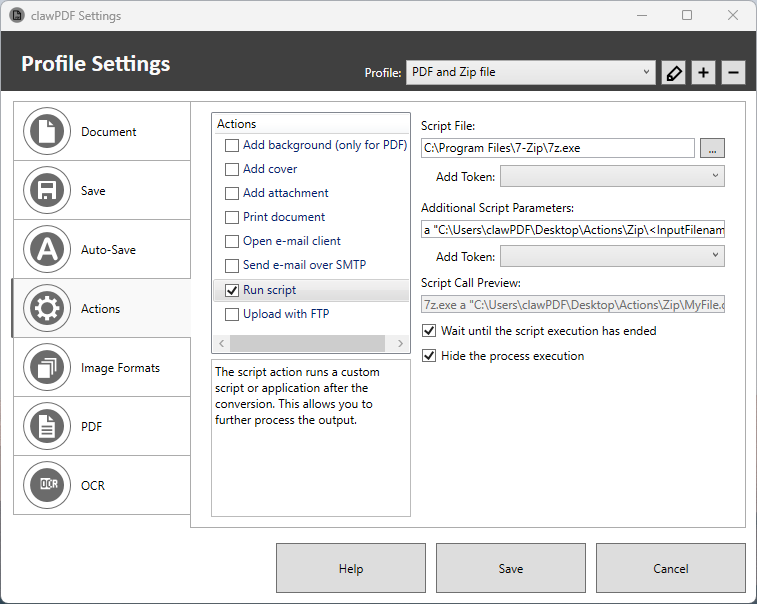 clawPDF Settings
Profile Settings
Profile:
PDF and Zip file
Document
Save
Auto-Save
Actions
Image Formats
PDF
OCR
OCR
Actions
Add background (only for PDF)
Add cover
Add attachment
Print document
Open e-mail client
Send e-mail over SMTP
Run script
Upload with FTP
The script action runs a custom
script or application after the
conversion. This allows you to
further process the output.
Script File:
C:\Program Files\7-Zip\7z.exe
...
Add Token:
Additional Script Parameters:
a "C:\Users\clawPDF\Desktop\Actions\Zip\<InputFilenam
Add Token:
Script Call Preview:
7z.exe a "C:\Users\clawPDF\Desktop\Actions\Zip\MyFile.
Wait until the script execution has ended
Hide the process execution
Help
Save
Cancel